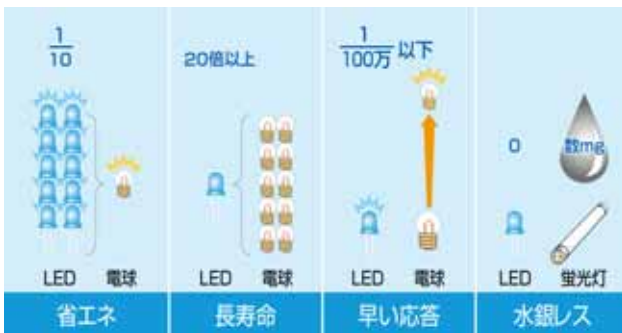 1
10
LED 電球
省エネ
20倍以上
LED 電球
長寿命
1
100万 以下
LED 電球
早い応答
0
数mg
LED 蛍光灯
水銀レス